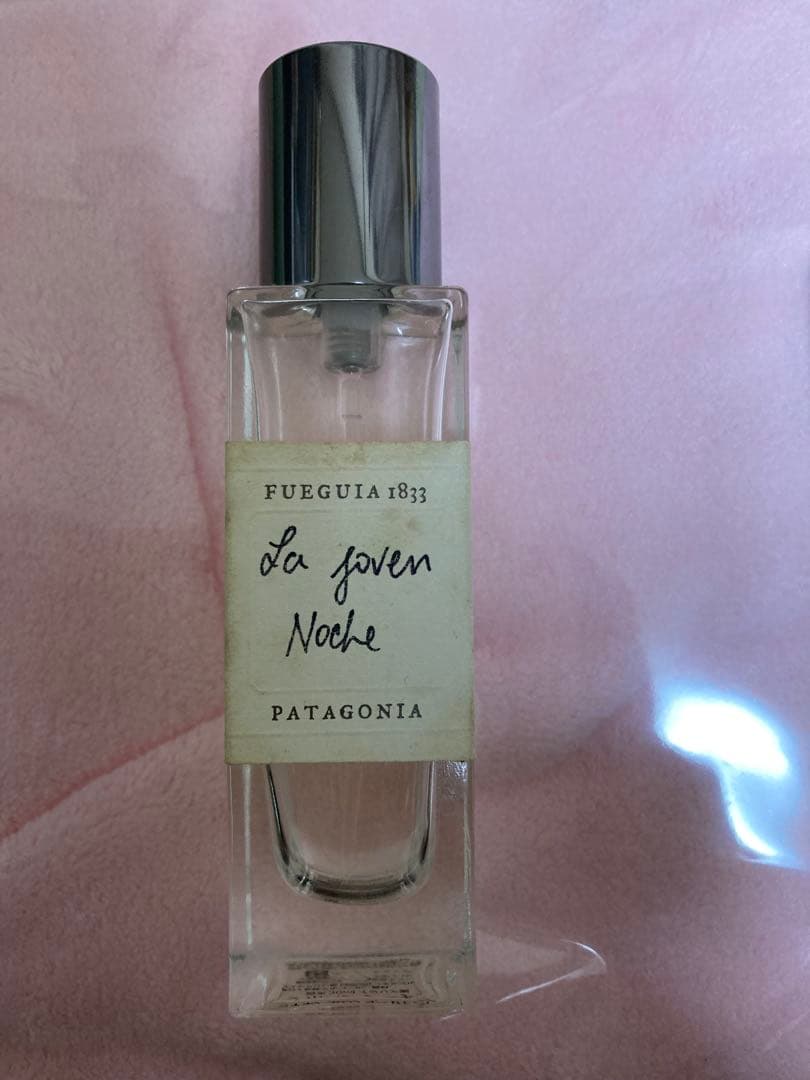 FUEGUIA 1833
La joven
Noche
PATAGONIA